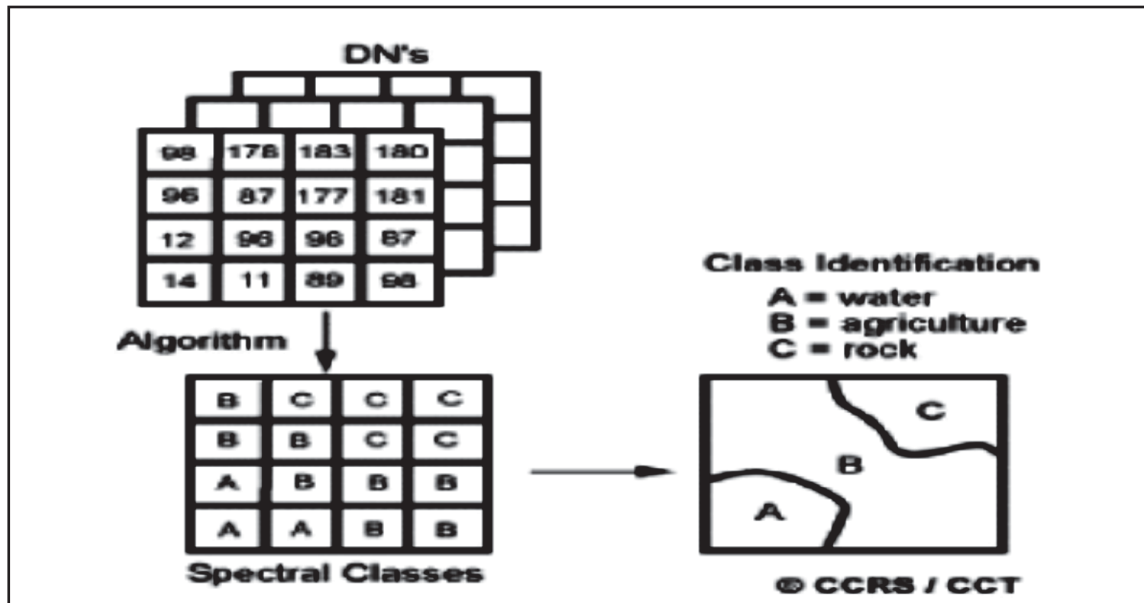 DN's
98 176 183 180
96 87 177 181
12 96 96 87
14 11 89 98
Algorithm
B C C C
B B C C
A B B B
A A B B
Spectral Classes
Class Identification
A = water
B = agriculture
C = rock
C
B
A
© CCRS / CCT